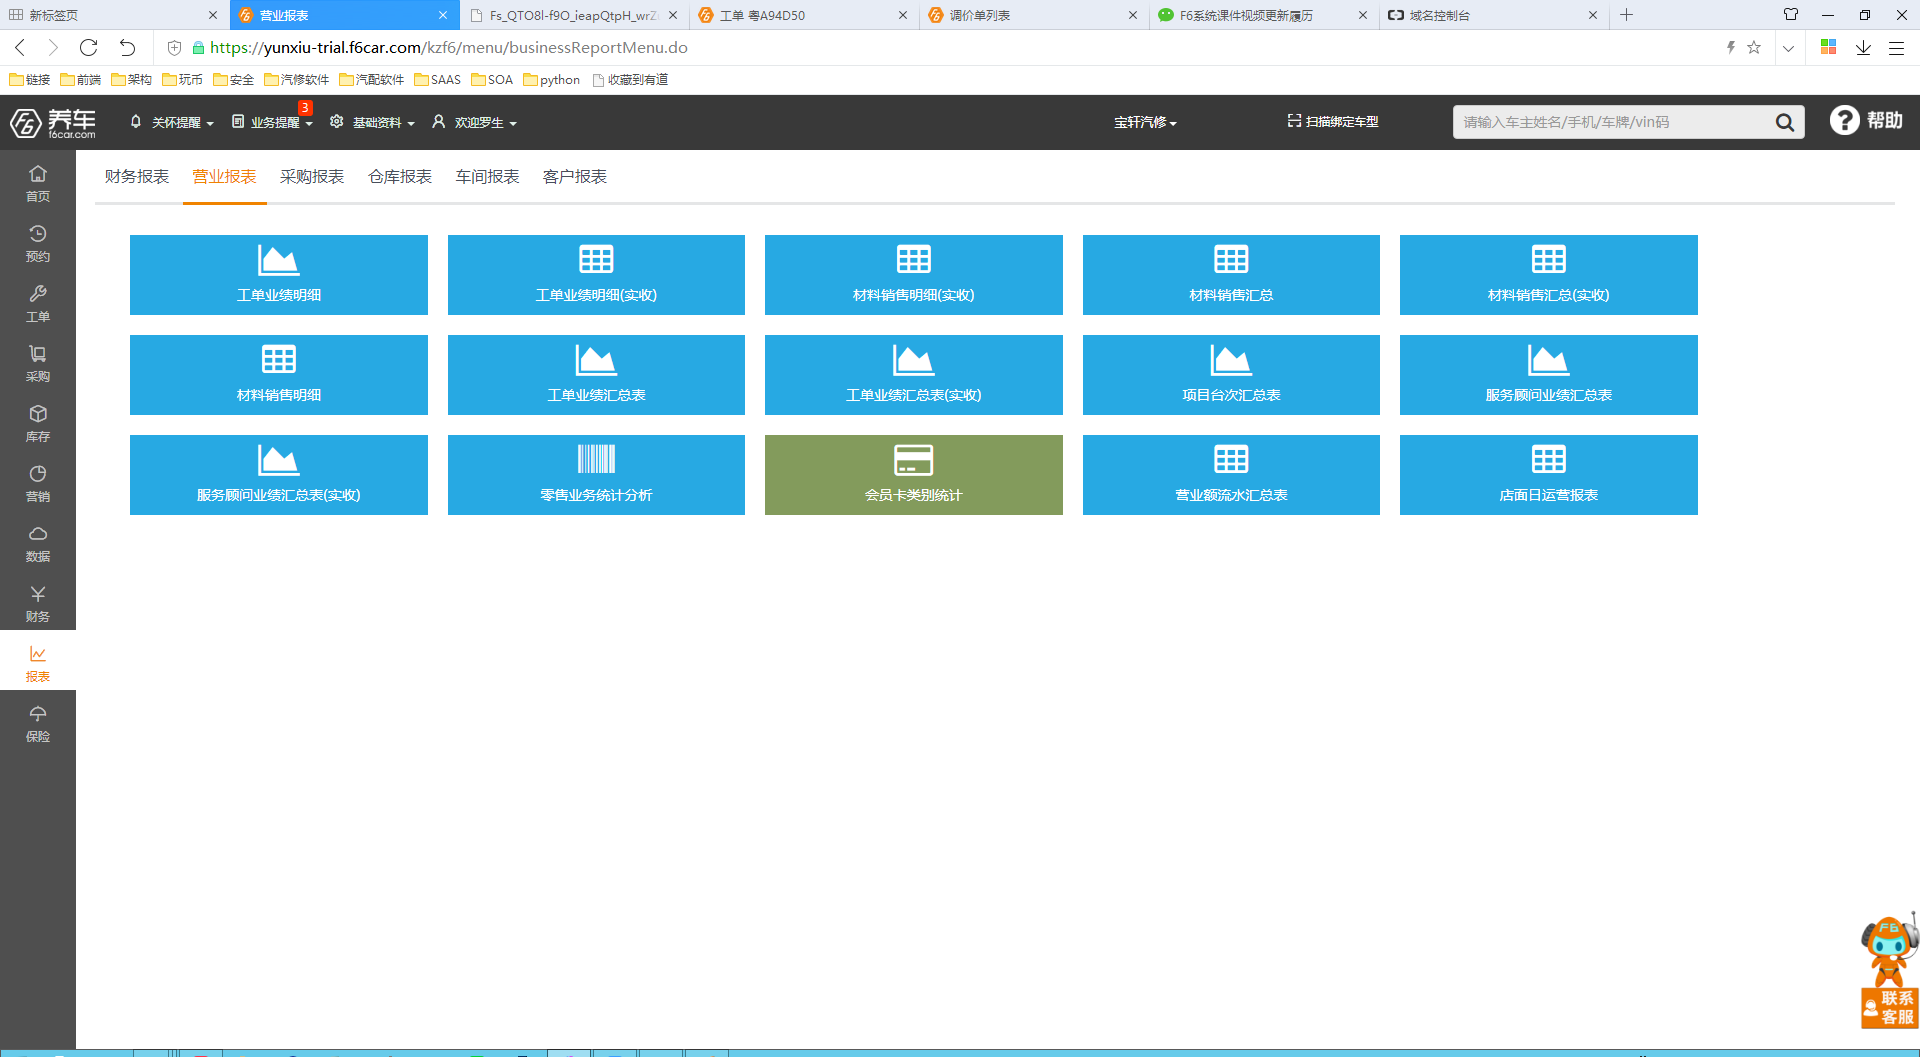 新标签页
营业报表
Fs_QTO8l-f9O_ieapQtpH_wrZ
工单 粤A94D50
调价单列表
F6系统课件视频更新履历
域名控制台
https://yunxiu-trial.f6car.com/kzf6/menu/businessReportMenu.do
链接 前端 架构 玩币 安全 汽修软件 汽配软件 SAAS SOA python 收藏到有道
养车
f6car.com
关怀提醒
业务提醒
3
基础资料
欢迎罗生
宝轩汽修
扫描绑定车型
请输入车主姓名/手机/车牌/vin码
帮助
首页
预约
工单
采购
库存
营销
数据
财务
报表
保险
财务报表 营业报表 采购报表 仓库报表 车间报表 客户报表
工单业绩明细
工单业绩明细(实收)
材料销售明细(实收)
材料销售汇总
材料销售汇总(实收)
材料销售明细
工单业绩汇总表
工单业绩汇总表(实收)
项目台次汇总表
服务顾问业绩汇总表
服务顾问业绩汇总表(实收)
零售业务统计分析
会员卡类别统计
营业额流水汇总表
店面日运营报表
F6
联系
客服